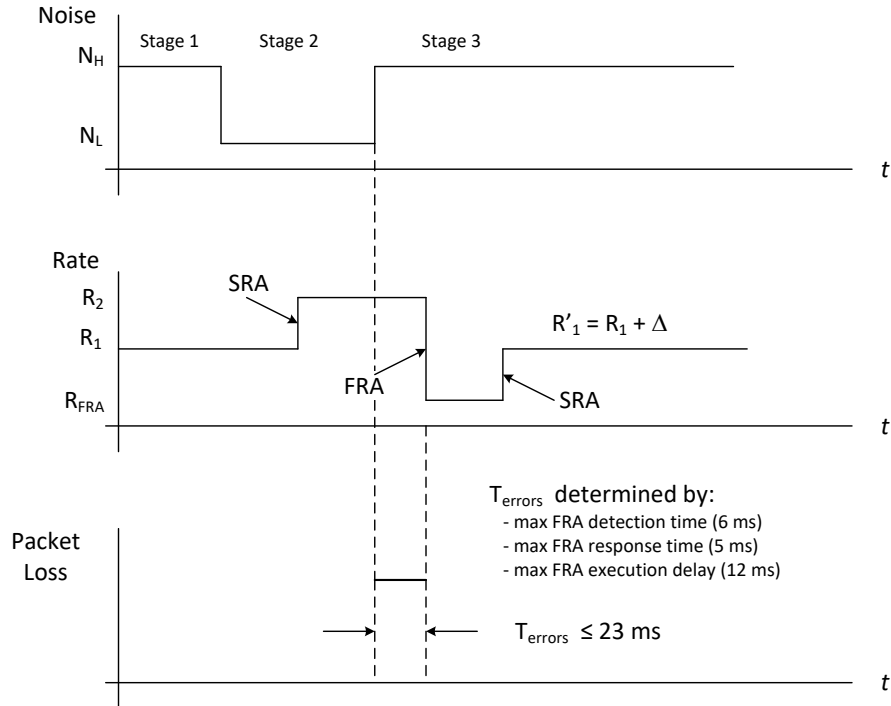 Noise
Stage 1 Stage 2 Stage 3
N_H
N_L
t
Rate
SRA
R_2
R'_1 = R_1 + Δ
R_1
FRA
SRA
R_FRA
t
T_errors determined by:
- max FRA detection time (6 ms)
- max FRA response time (5 ms)
- max FRA execution delay (12 ms)
Packet
Loss
T_errors ≤ 23 ms
t